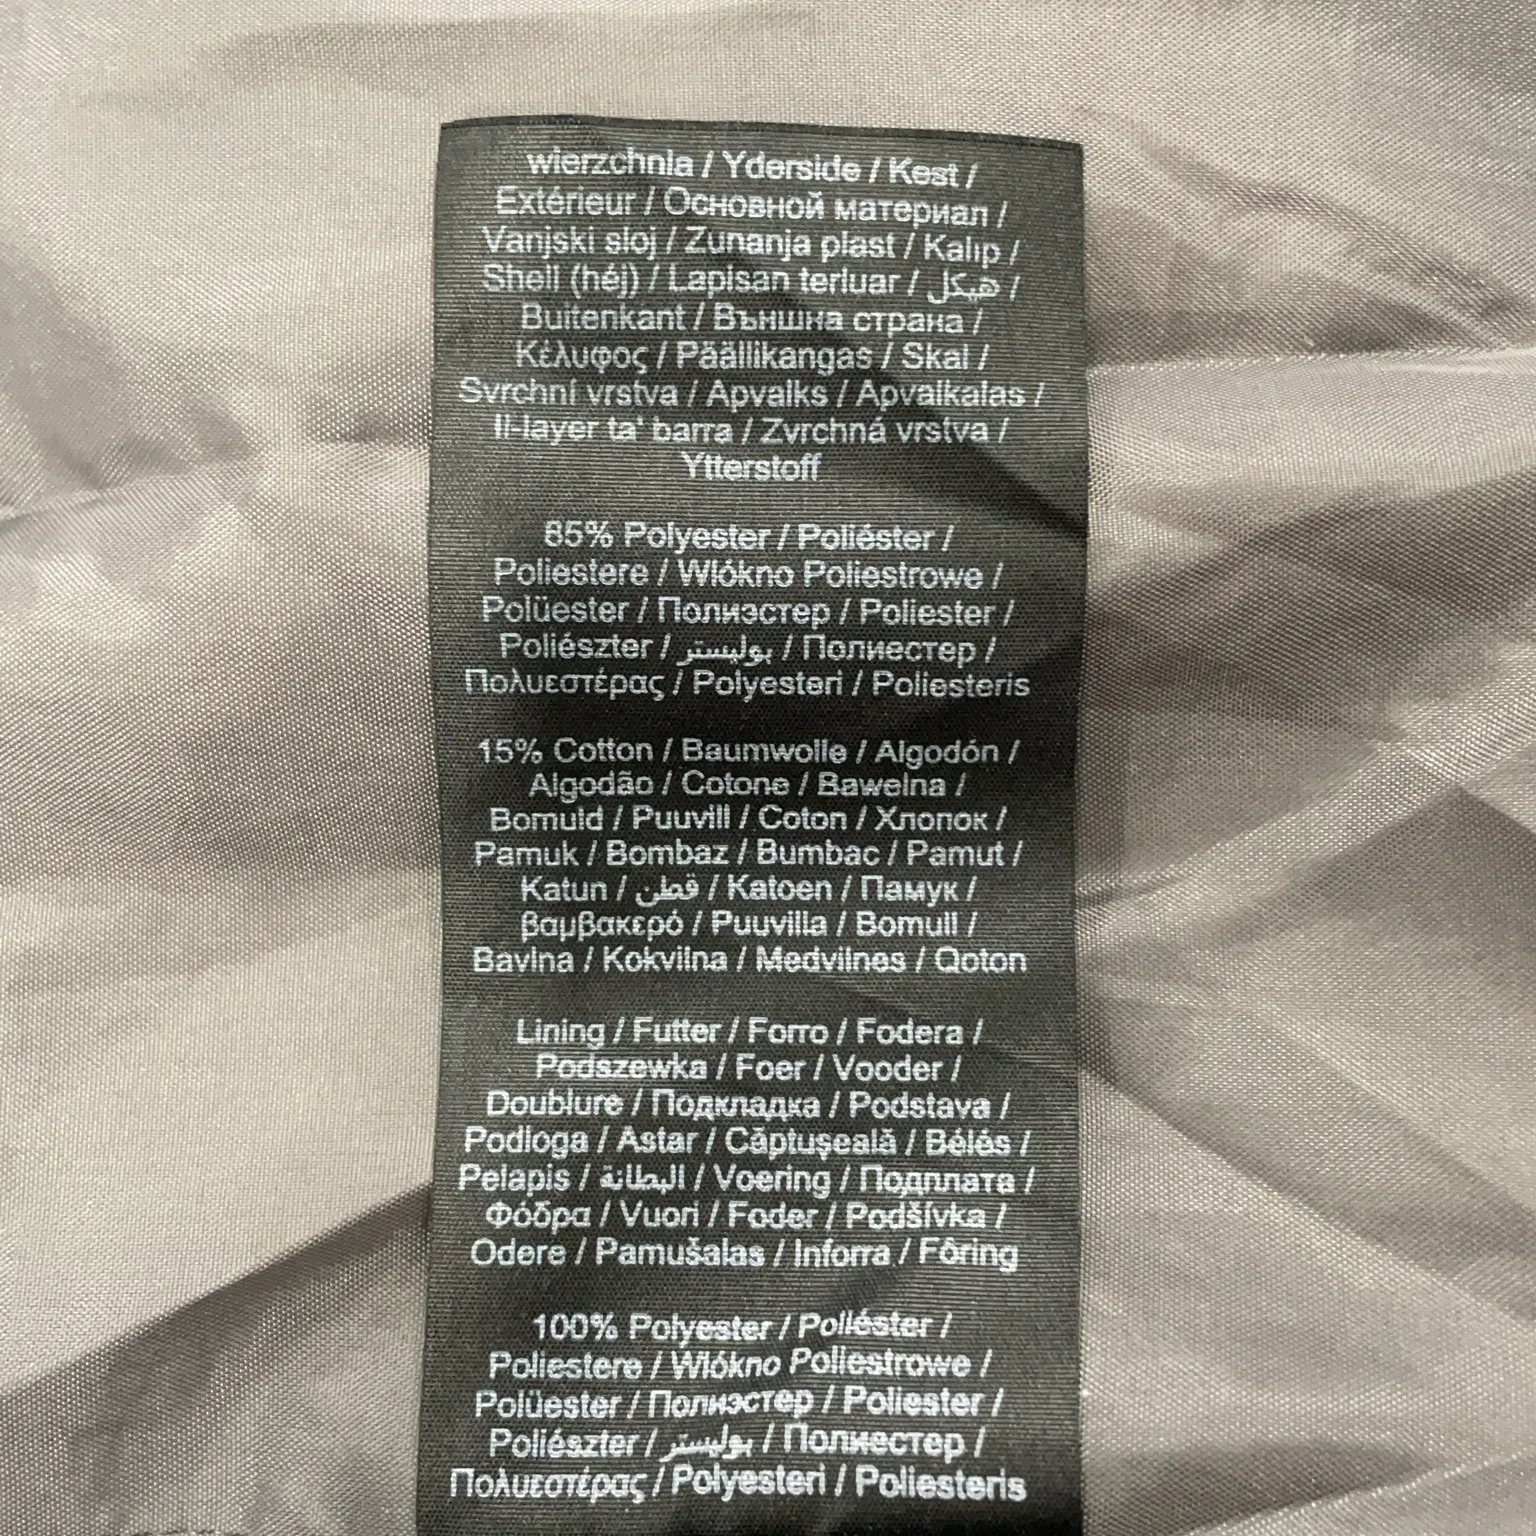 wierzchnia / Yderside / Kest /
Extérieur / Основной материал /
Vanjski sloj / Zunanja plast / Kalıp /
Shell (héj) / Lapisan terluar / هيكل /
Buitenkant / Външна страна /
Κέλυφος / Päällikangas / Skal /
Svrchní vrstva / Apvalks / Apvalkalas /
Il-layer ta' barra / Zvrchná vrstva /
Ytterstoff
85% Polyester / Poliéster /
Poliestere / Wlókno Poliestrowe /
Polüester / Полиэстер / Poliester /
Poliészter / بوليستر / Полиестер /
Πολυεστέρας / Polyesteri / Poliesteris
15% Cotton / Baumwolle / Algodón /
Algodão / Cotone / Bawelna /
Bomuld / Puuvill / Coton / Хлопок /
Pamuk / Bombaz / Bumbac / Pamut /
Katun / قطن / Katoen / Памук /
βαμβακερό / Puuvilla / Bomull /
Bavlna / Kokvilna / Medvilnes / Qoton
Lining / Futter / Forro / Fodera /
Podszewka / Foer / Vooder /
Doublure / Подкладка / Podstava /
Podloga / Astar / Căptuşeală / Bélés /
Pelapis / البطانة / Voering / Подплата /
Φόδρα / Vuori / Foder / Podšívka /
Odere / Pamušalas / Inforra / Fôring
100% Polyester / Poliéster /
Poliestere / Wlókno Poliestrowe /
Polüester / Полиэстер / Poliester /
Poliészter / بوليستر / Полиестер /
Πολυεστέρας / Polyesteri / Poliesteris